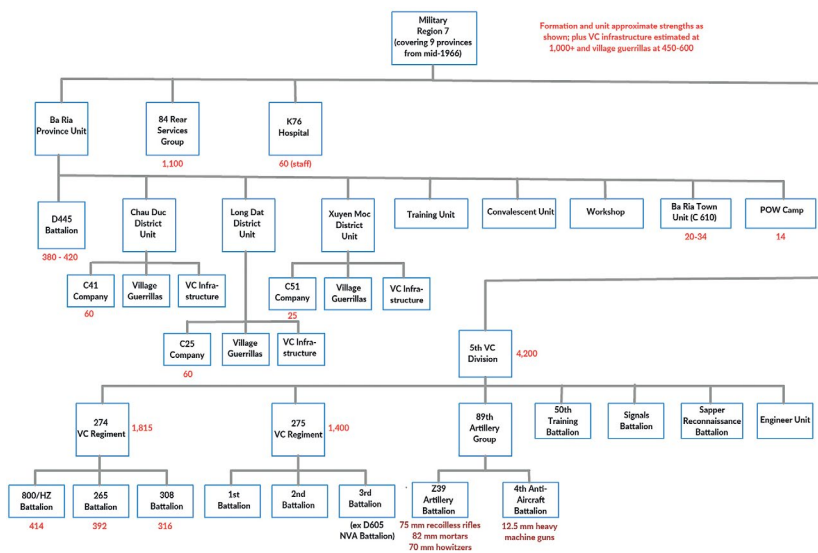 Military
Region 7
(covering 9 provinces
from mid-1966)
Formation and unit approximate strengths as
shown; plus VC infrastructure estimated at
1,000+ and village guerrillas at 450-600
Ba Ria
Province Unit
84 Rear
Services
Group
1,100
K76
Hospital
60 (staff)
D445
Battalion
380 - 420
Chau Duc
District
Unit
Long Dat
District
Unit
Xuyen Moc
District
Unit
Training Unit
Convalescent Unit
Workshop
Ba Ria Town
Unit (C 610)
20-34
POW Camp
14
C41
Company
60
Village
Guerrillas
VC Infra-
structure
C51
Company
25
Village
Guerrillas
VC Infra-
structure
C25
Company
60
Village
Guerrillas
VC Infra-
structure
5th VC
Division
4,200
274
VC Regiment
1,815
275
VC Regiment
1,400
89th
Artillery
Group
50th
Training
Battalion
Signals
Battalion
Sapper
Reconnaissance
Battalion
Engineer Unit
800/HZ
Battalion
414
265
Battalion
392
308
Battalion
316
1st
Battalion
2nd
Battalion
3rd
Battalion
(ex D605
NVA Battalion)
Z39
Artillery
Battalion
75 mm recoilless rifles
82 mm mortars
70 mm howitzers
4th Anti-
Aircraft
Battalion
12.5 mm heavy
machine guns